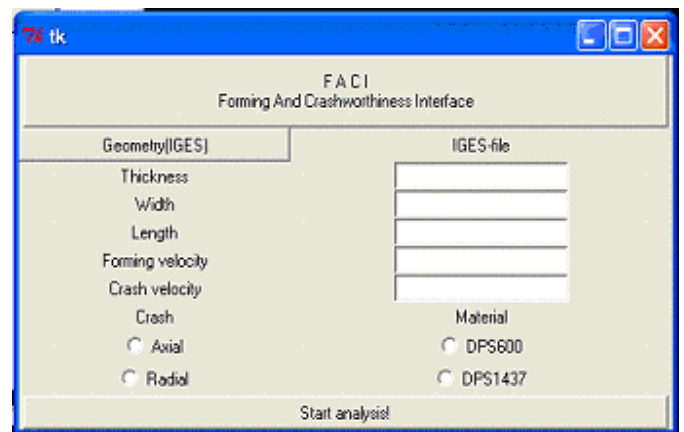 tk
F A C I
Forming And Crashworthiness Interface
Geometry(IGES) IGES-file
Thickness
Width
Length
Forming velocity
Crash velocity
Crash Material
Axial DPS600
Radial DPS1437
Start analysis!